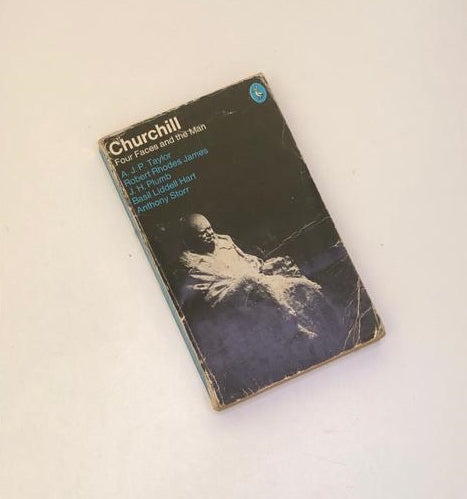 Churchill
Four Faces and the Man
A. J. P. Taylor
Robert Rhodes James
J. H. Plumb
Basil Liddell Hart
Anthony Storr